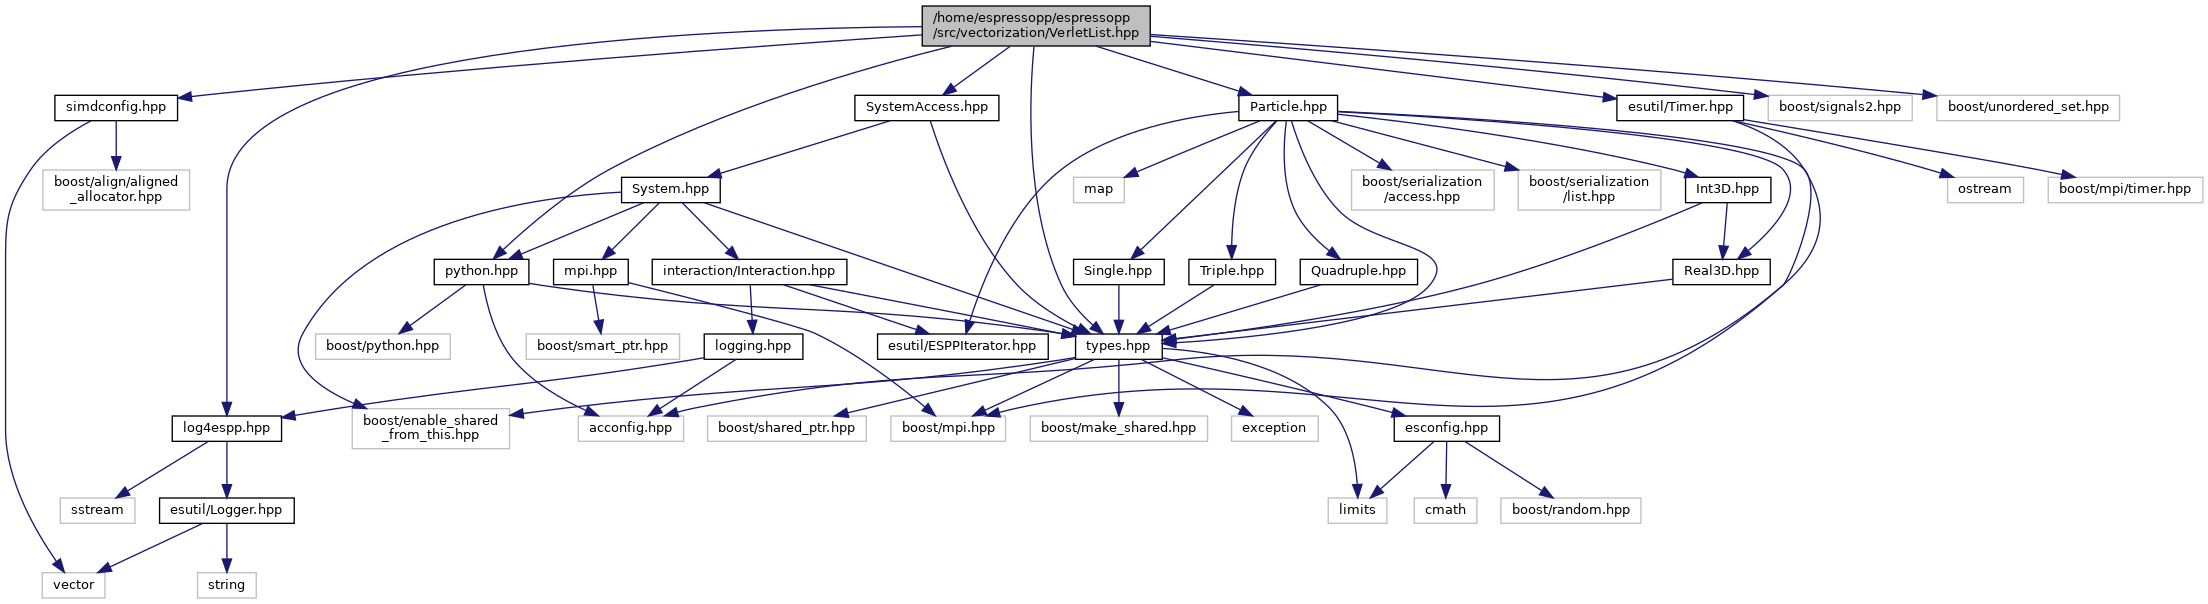 /home/espressopp/espressopp
/src/vectorization/VerletList.hpp
simdconfig.hpp
SystemAccess.hpp
Particle.hpp
esutil/Timer.hpp
boost/signals2.hpp
boost/unordered_set.hpp
boost/align/aligned
_allocator.hpp
System.hpp
map
boost/serialization
/access.hpp
boost/serialization
/list.hpp
Int3D.hpp
ostream
boost/mpi/timer.hpp
python.hpp
mpi.hpp
interaction/Interaction.hpp
Single.hpp
Triple.hpp
Quadruple.hpp
Real3D.hpp
boost/python.hpp
boost/smart_ptr.hpp
logging.hpp
esutil/ESPPIterator.hpp
types.hpp
log4espp.hpp
boost/enable_shared
_from_this.hpp
acconfig.hpp
boost/shared_ptr.hpp
boost/mpi.hpp
boost/make_shared.hpp
exception
esconfig.hpp
sstream
esutil/Logger.hpp
limits
cmath
boost/random.hpp
vector
string